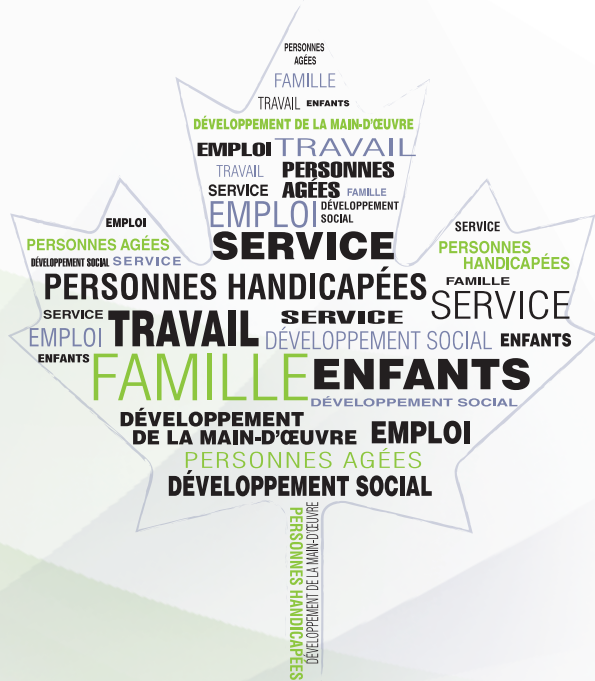 PERSONNES
AGÉES
FAMILLE
TRAVAIL ENFANTS
DÉVELOPPEMENT DE LA MAIN-D'ŒUVRE
EMPLOI TRAVAIL
TRAVAIL PERSONNES
SERVICE AGÉES FAMILLE
EMPLOI DÉVELOPPEMENT
SOCIAL
EMPLOI
PERSONNES AGÉES
DÉVELOPPEMENT SOCIAL SERVICE
SERVICE
SERVICE
PERSONNES
HANDICAPÉES
PERSONNES HANDICAPÉES
FAMILLE
SERVICE
SERVICE TRAVAIL SERVICE
EMPLOI DÉVELOPPEMENT SOCIAL ENFANTS
ENFANTS
FAMILLE ENFANTS
DÉVELOPPEMENT SOCIAL
DÉVELOPPEMENT
DE LA MAIN-D'ŒUVRE EMPLOI
PERSONNES AGÉES
DÉVELOPPEMENT SOCIAL
PERSONNES HANDICAPÉES
DÉVELOPPEMENT DE LA MAIN-D'ŒUVRE